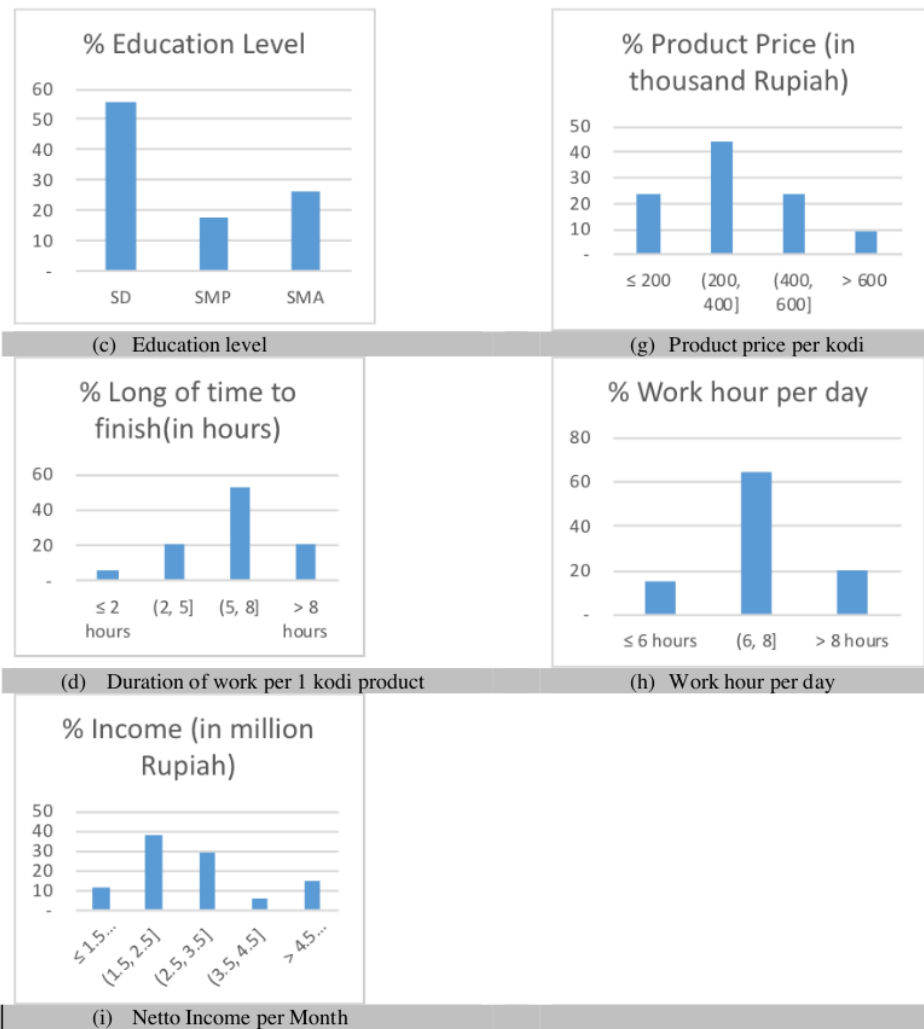 % Education Level
60
50
40
30
20
10
-
SD SMP SMA
(c) Education level
% Product Price (in
thousand Rupiah)
50
40
30
20
10
-
≤ 200 (200, (400, > 600
400] 600]
(g) Product price per kodi
% Long of time to
finish(in hours)
60
40
20
-
≤ 2 (2, 5] (5, 8] > 8
hours hours
(d) Duration of work per 1 kodi product
% Work hour per day
80
60
40
20
-
≤ 6 hours (6, 8] > 8 hours
(h) Work hour per day
% Income (in million
Rupiah)
50
40
30
20
10
-
≤ 1.5... (1.5, 2.5] (2.5, 3.5] (3.5, 4.5] > 4.5...
(i) Netto Income per Month